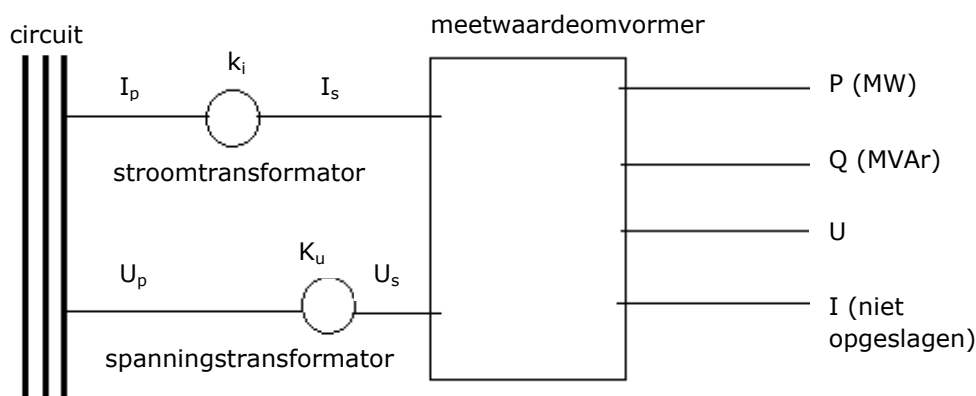 circuit
meetwaardeomvormer
kᵢ
Iₚ
Iₛ
P (MW)
stroomtransformator
Q (MVAr)
U
Kᵤ
Uₚ
Uₛ
I (niet
opgeslagen)
spanningstransformator